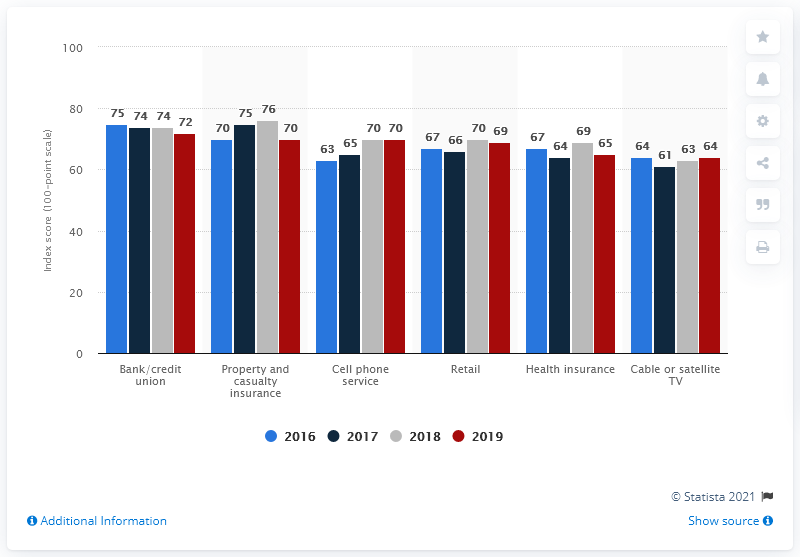 100
80
60
40
20
0
Index score (100-point scale)
75 74 74 72
70 75 76 70
63 65 70 70
67 66 70 69
67 64 69 65
64 61 63 64
Bank/credit
union
Property and
casualty
insurance
Cell phone
service
Retail
Health insurance
Cable or satellite
TV
2016 2017 2018 2019
© Statista 2021
Additional Information
Show source